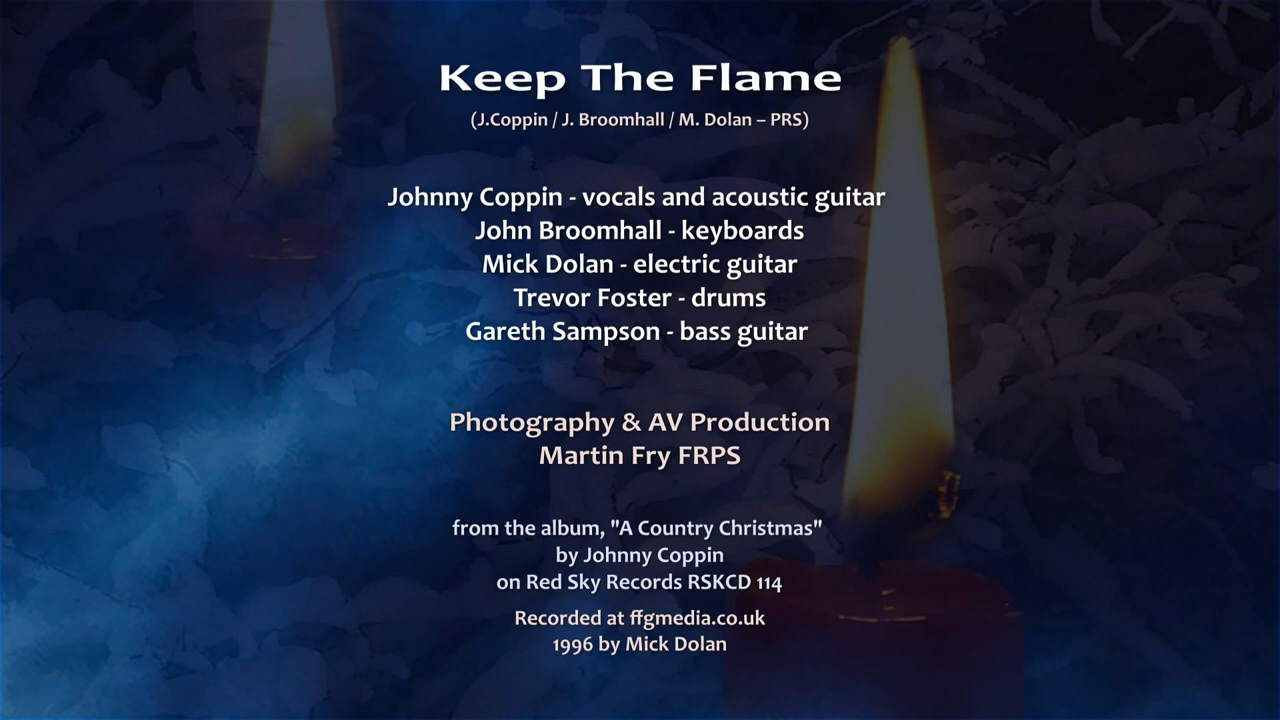 Keep The Flame
(J.Coppin / J. Broomhall / M. Dolan – PRS)
Johnny Coppin - vocals and acoustic guitar
John Broomhall - keyboards
Mick Dolan - electric guitar
Trevor Foster - drums
Gareth Sampson - bass guitar
Photography & AV Production
Martin Fry FRPS
from the album, "A Country Christmas"
by Johnny Coppin
on Red Sky Records RSKCD 114
Recorded at ffgmedia.co.uk
1996 by Mick Dolan